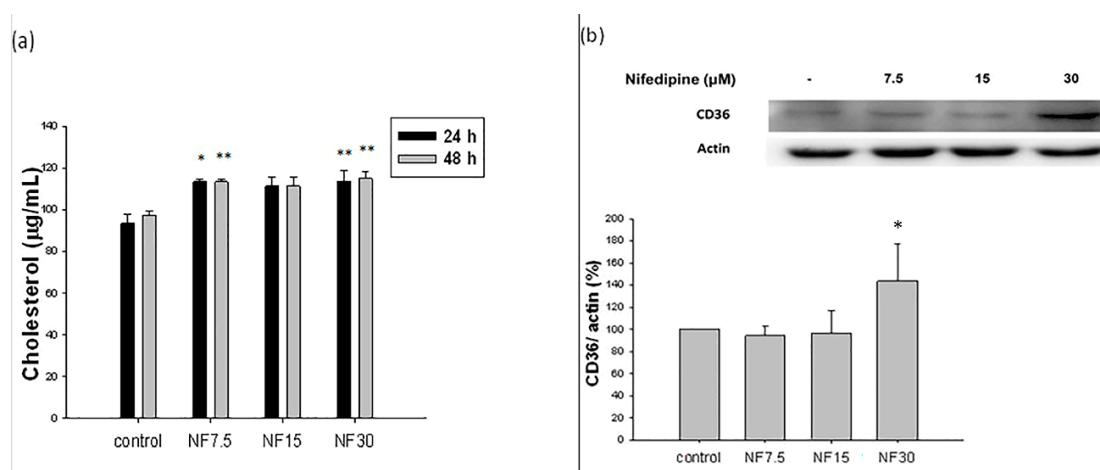 (a)
140
120
100
80
60
40
20
0
Cholesterol (µg/mL)
* ** ** **
24 h
48 h
control NF7.5 NF15 NF30
(b)
Nifedipine (µM) - 7.5 15 30
CD36
Actin
200
180
160
140
120
100
80
60
40
20
0
CD36/ actin (%)
*
control NF7.5 NF15 NF30